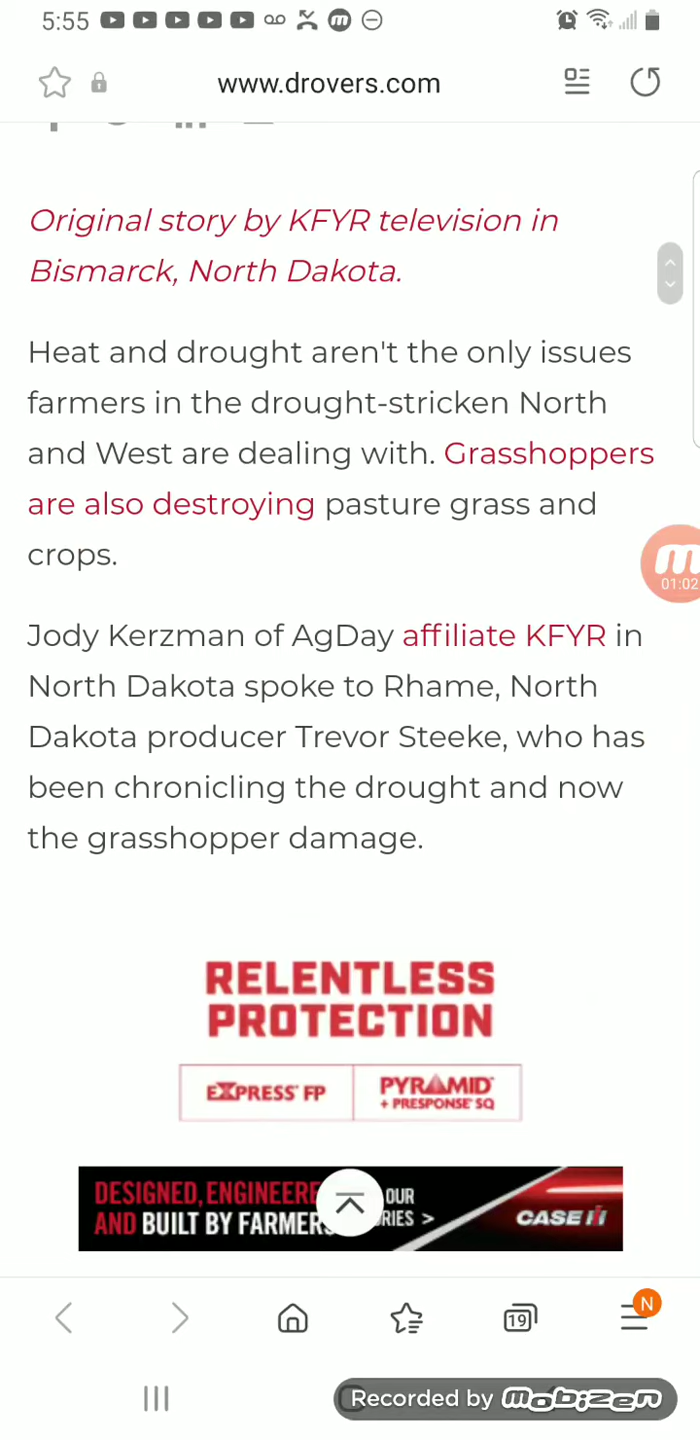 5:55
www.drovers.com
Original story by KFYR television in
Bismarck, North Dakota.
Heat and drought aren't the only issues
farmers in the drought-stricken North
and West are dealing with. Grasshoppers
are also destroying pasture grass and
crops.
01:02
Jody Kerzman of AgDay affiliate KFYR in
North Dakota spoke to Rhame, North
Dakota producer Trevor Steeke, who has
been chronicling the drought and now
the grasshopper damage.
RELENTLESS
PROTECTION
EXPRESS FP
PYRAMID
+ PRESPONSE SQ
DESIGNED, ENGINEERE OUR
AND BUILT BY FARMERS RIES >
CASE IH
19
N
Recorded by mobizen